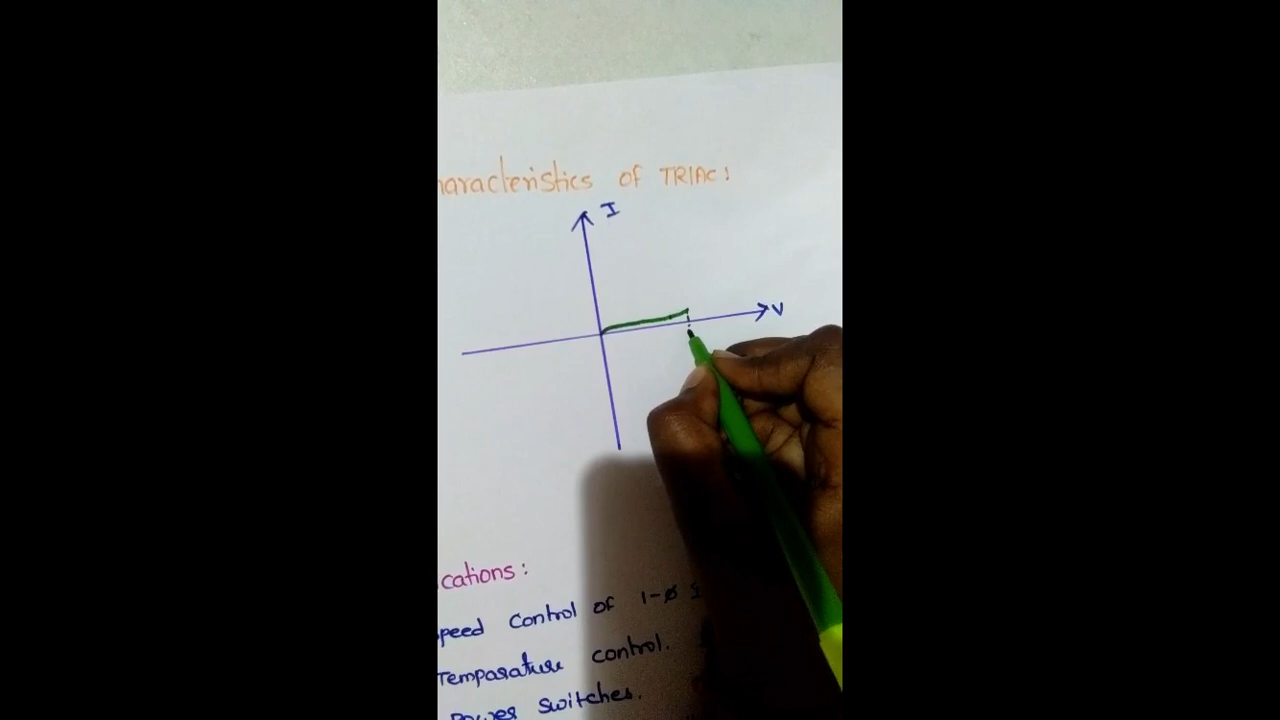 haracteristics of TRIAC:
I
V
cations:
peed Control of 1-ø
Temparature control.
Power switches.